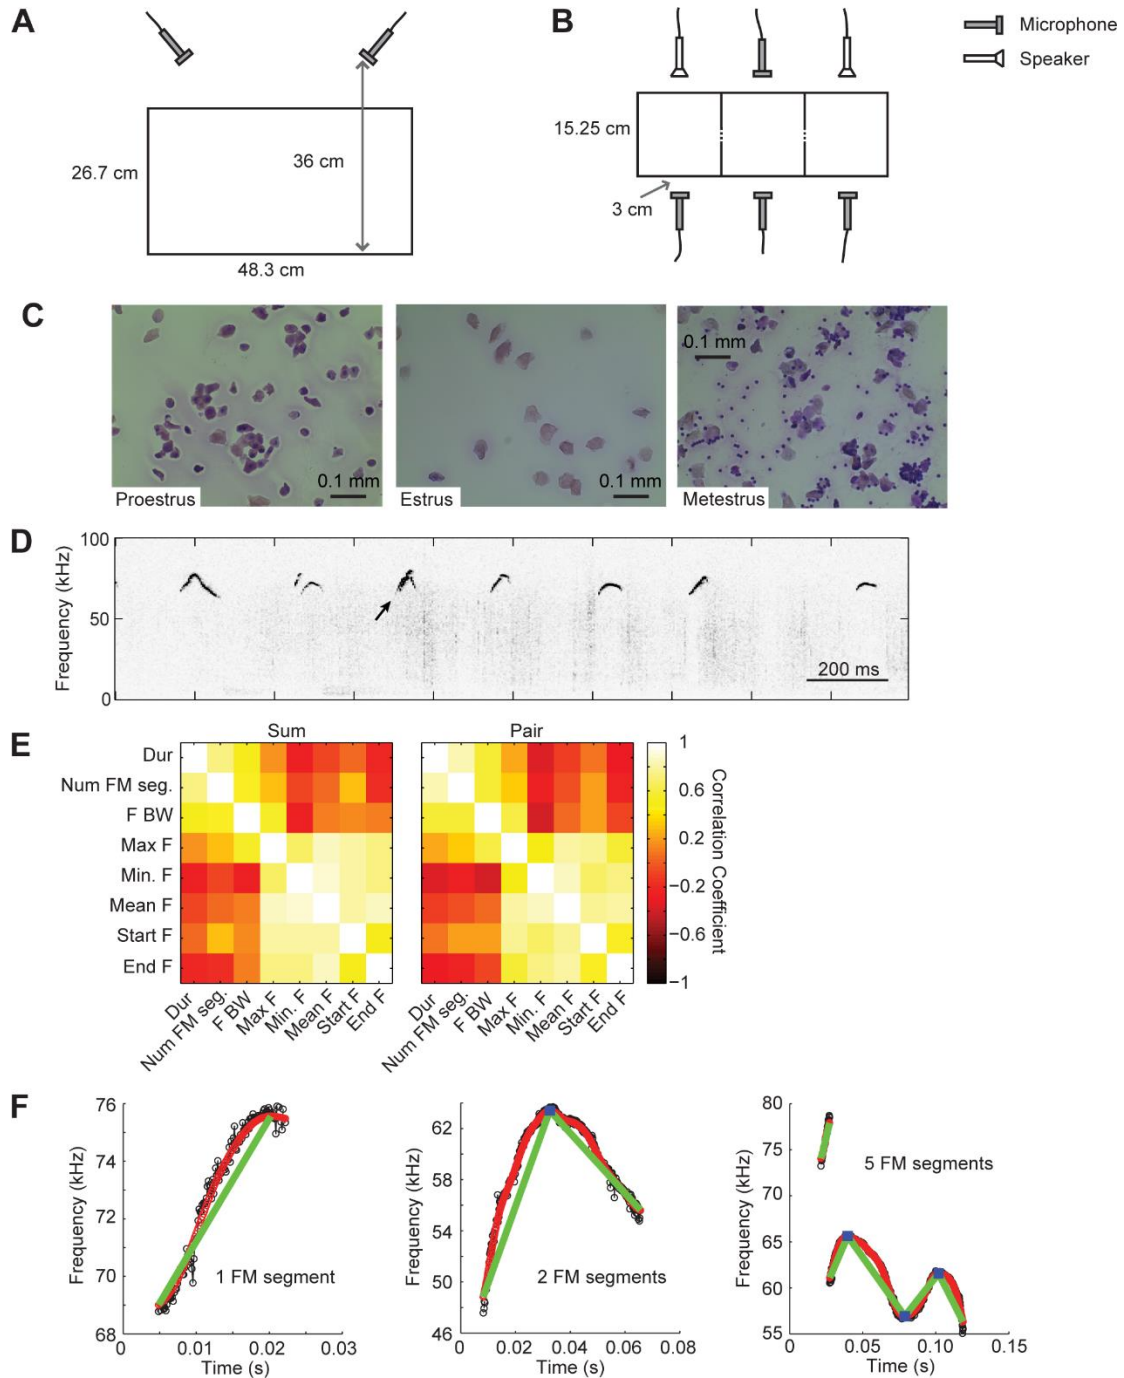 A
26.7 cm
36 cm
48.3 cm
B
15.25 cm
3 cm
Microphone
Speaker
C
Proestrus
0.1 mm
Estrus
0.1 mm
Metestrus
0.1 mm
D
Frequency (kHz)
100
50
0
200 ms
E
Sum
Pair
Dur
Num FM seg.
F BW
Max F
Min. F
Mean F
Start F
End F
Dur
Num FM seg.
F BW
Max F
Min. F
Mean F
Start F
End F
Dur
Num FM seg.
F BW
Max F
Min. F
Mean F
Start F
End F
1
0.6
0.2
−0.2
−0.6
−1
Correlation Coefficient
F
Frequency (kHz)
76
74
72
70
68
0
0.01
0.02
0.03
Time (s)
1 FM segment
Frequency (kHz)
62
58
54
50
46
0
0.02
0.04
0.06
0.08
Time (s)
2 FM segments
Frequency (kHz)
80
75
70
65
60
55
0
0.05
0.10
0.15
Time (s)
5 FM segments